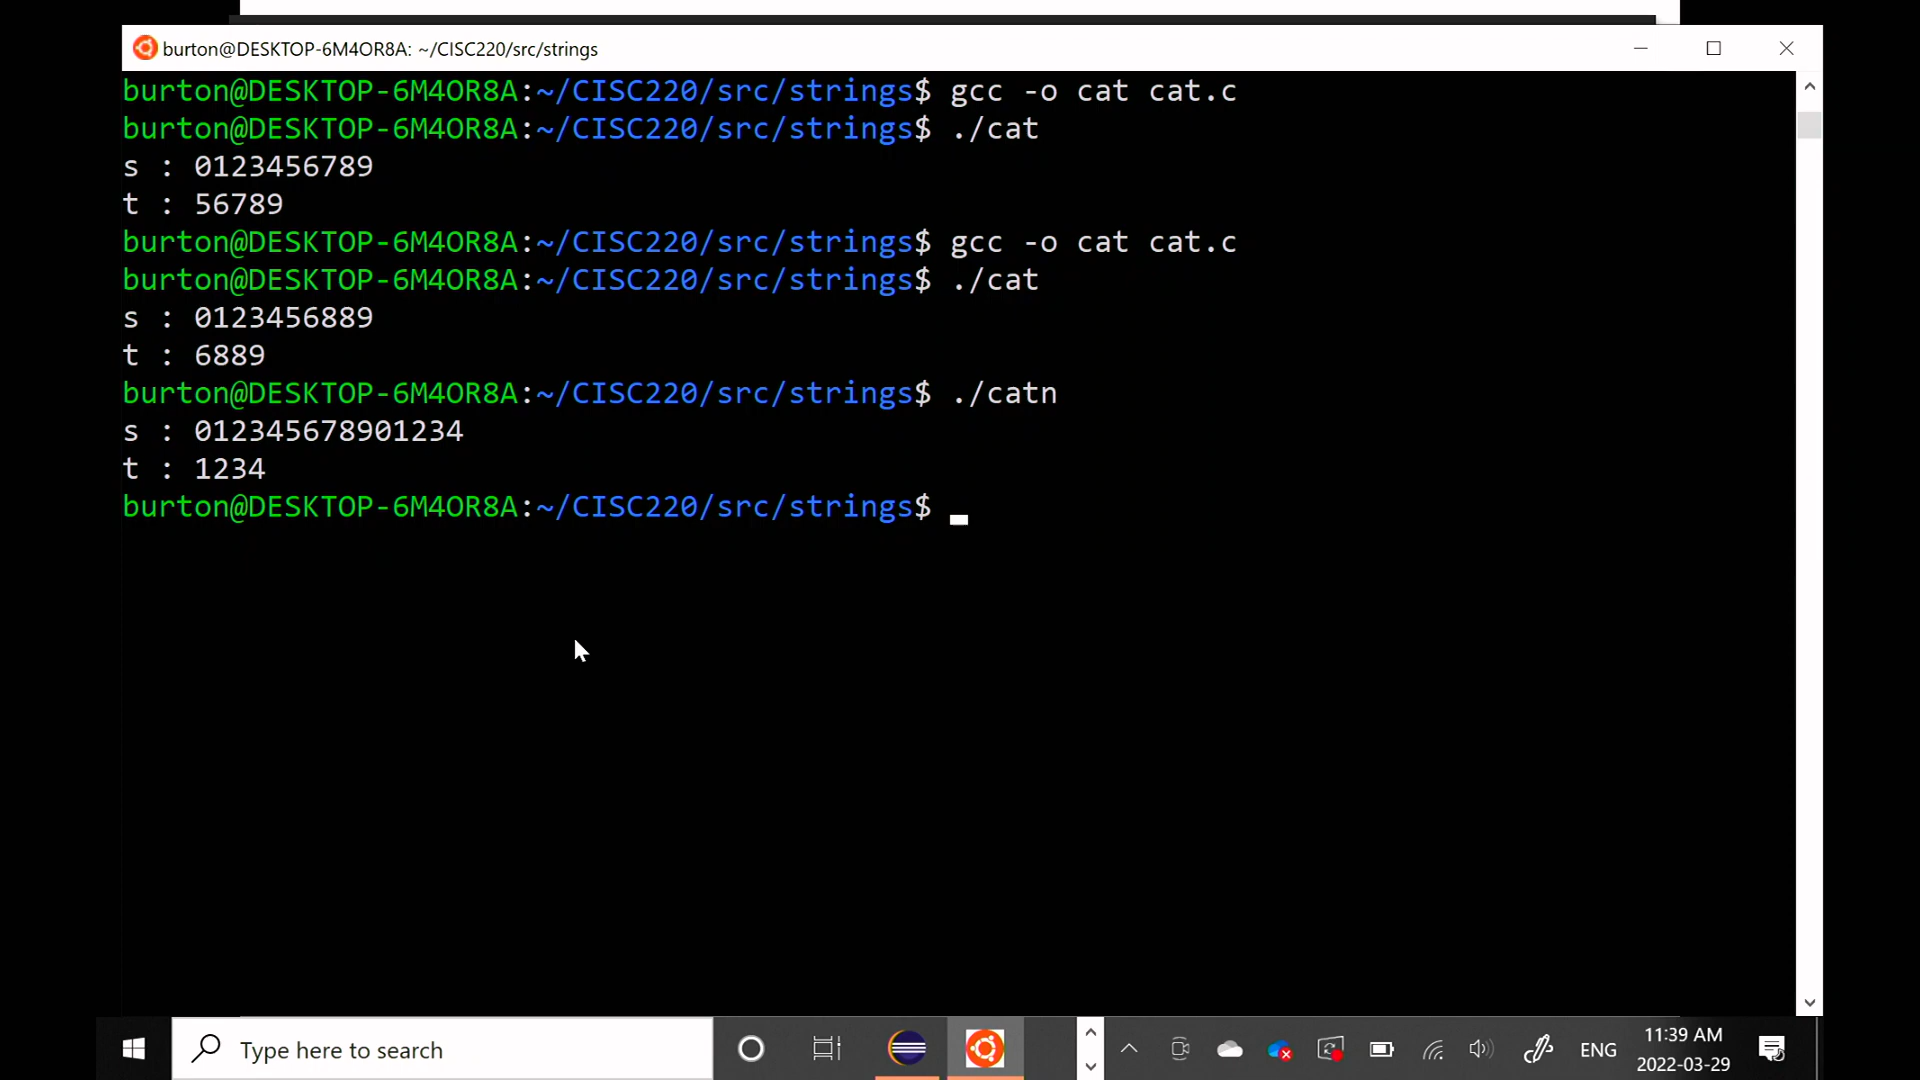 burton@DESKTOP-6M4OR8A: ~/CISC220/src/strings
burton@DESKTOP-6M4OR8A:~/CISC220/src/strings$ gcc -o cat cat.c
burton@DESKTOP-6M4OR8A:~/CISC220/src/strings$ ./cat
s : 0123456789
t : 56789
burton@DESKTOP-6M4OR8A:~/CISC220/src/strings$ gcc -o cat cat.c
burton@DESKTOP-6M4OR8A:~/CISC220/src/strings$ ./cat
s : 0123456889
t : 6889
burton@DESKTOP-6M4OR8A:~/CISC220/src/strings$ ./catn
s : 012345678901234
t : 1234
burton@DESKTOP-6M4OR8A:~/CISC220/src/strings$
Type here to search
ENG
11:39 AM
2022-03-29